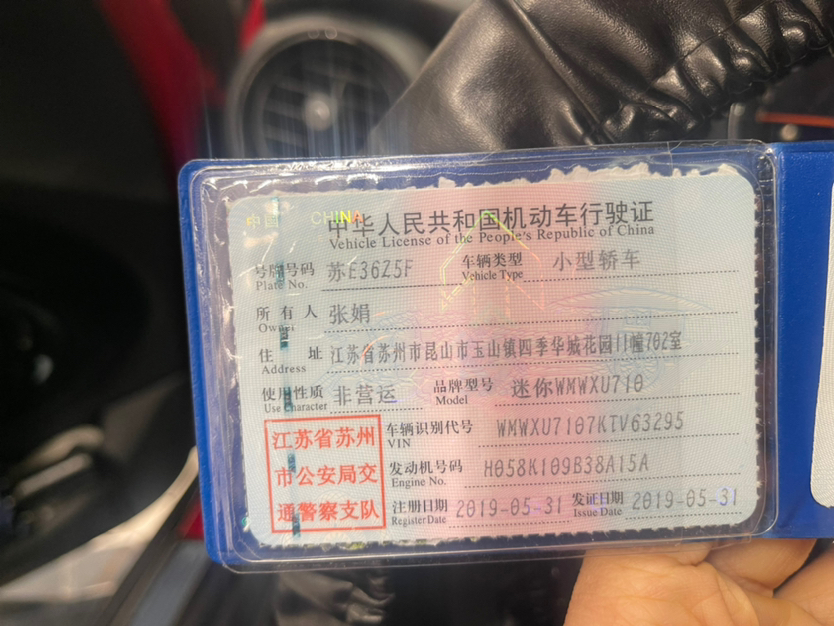 中国 CHINA
中华人民共和国机动车行驶证
Vehicle License of the People's Republic of China
号牌号码 苏E36Z5F 车辆类型 小型轿车
Plate No. Vehicle Type
所有人 张娟
Owner
住址 江苏省苏州市昆山市玉山镇四季华城花园11幢702室
Address
使用性质 非营运 品牌型号 迷你WMWXU710
Use Character Model
江苏省苏州
市公安局交
通警察支队
车辆识别代号 WMWXU7107KTV63295
VIN
发动机号码 H058K109B38A15A
Engine No.
注册日期 2019-05-31 发证日期 2019-05-31
Register Date Issue Date